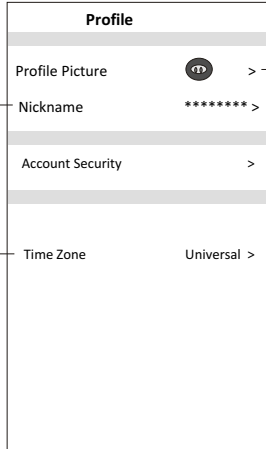 Profile
Profile Picture >
Nickname ******** >
Account Security >
Time Zone Universal >